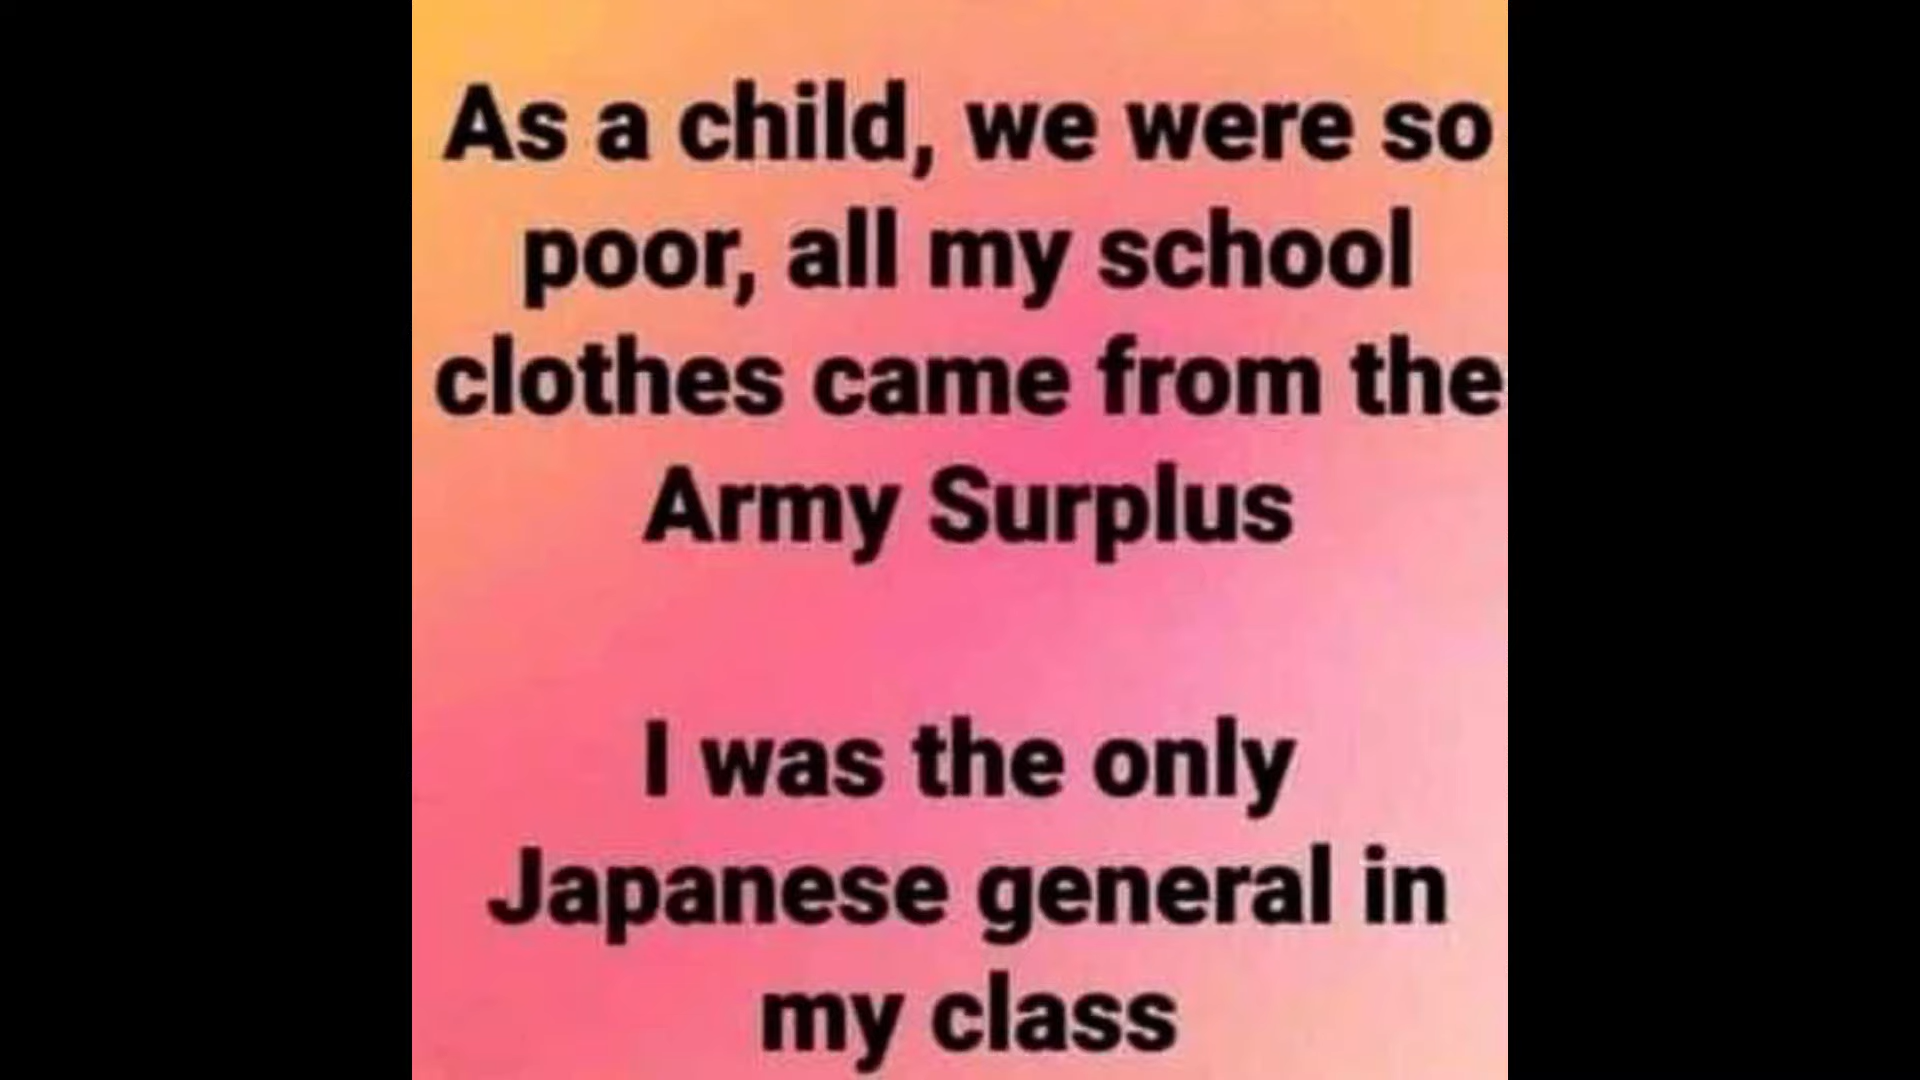 As a child, we were so
poor, all my school
clothes came from the
Army Surplus
I was the only
Japanese general in
my class